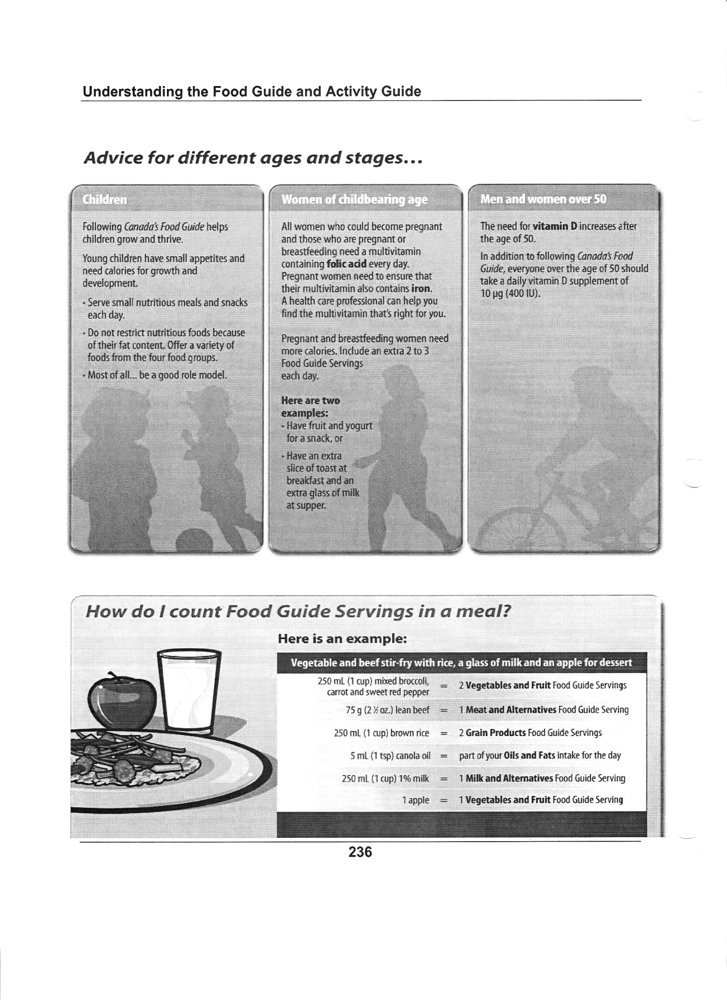 Understanding the Food Guide and Activity Guide
Advice for different ages and stages...
Children
Following Canada's Food Guide helps
children grow and thrive.
Young children have small appetites and
need calories for growth and
development.
• Serve small nutritious meals and snacks
each day.
• Do not restrict nutritious foods because
of their fat content. Offer a variety of
foods from the four food groups.
• Most of all... be a good role model.
Women of childbearing age
All women who could become pregnant
and those who are pregnant or
breastfeeding need a multivitamin
containing folic acid every day.
Pregnant women need to ensure that
their multivitamin also contains iron.
A health care professional can help you
find the multivitamin that's right for you.
Pregnant and breastfeeding women need
more calories. Include an extra 2 to 3
Food Guide Servings
each day.
Here are two
examples:
• Have fruit and yogurt
for a snack, or
• Have an extra
slice of toast at
breakfast and an
extra glass of milk
at supper.
Men and women over 50
The need for vitamin D increases after
the age of 50.
In addition to following Canada's Food
Guide, everyone over the age of 50 should
take a daily vitamin D supplement of
10 µg (400 IU).
How do I count Food Guide Servings in a meal?
Here is an example:
Vegetable and beef stir-fry with rice, a glass of milk and an apple for dessert
250 mL (1 cup) mixed broccoli,
carrot and sweet red pepper = 2 Vegetables and Fruit Food Guide Servings
75 g (2 ½ oz.) lean beef = 1 Meat and Alternatives Food Guide Serving
250 mL (1 cup) brown rice = 2 Grain Products Food Guide Servings
5 mL (1 tsp) canola oil = part of your Oils and Fats intake for the day
250 mL (1 cup) 1% milk = 1 Milk and Alternatives Food Guide Serving
1 apple = 1 Vegetables and Fruit Food Guide Serving
236